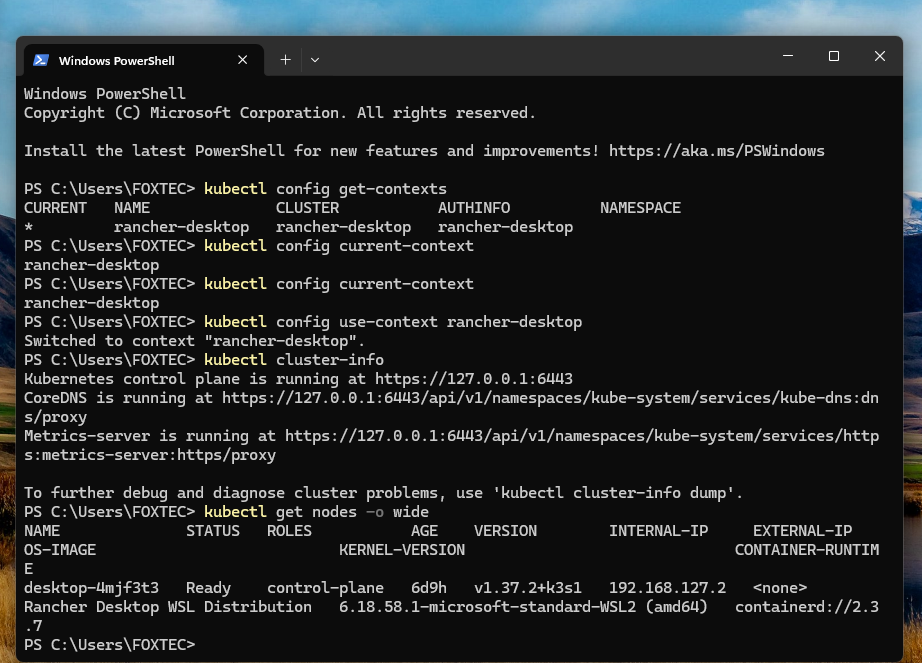 Windows PowerShell
Windows PowerShell
Copyright (C) Microsoft Corporation. All rights reserved.
Install the latest PowerShell for new features and improvements! https://aka.ms/PSWindows
PS C:\Users\FOXTEC> kubectl config get-contexts
CURRENT   NAME              CLUSTER           AUTHINFO          NAMESPACE
*         rancher-desktop   rancher-desktop   rancher-desktop
PS C:\Users\FOXTEC> kubectl config current-context
rancher-desktop
PS C:\Users\FOXTEC> kubectl config current-context
rancher-desktop
PS C:\Users\FOXTEC> kubectl config use-context rancher-desktop
Switched to context "rancher-desktop".
PS C:\Users\FOXTEC> kubectl cluster-info
Kubernetes control plane is running at https://127.0.0.1:6443
CoreDNS is running at https://127.0.0.1:6443/api/v1/namespaces/kube-system/services/kube-dns:dn
s/proxy
Metrics-server is running at https://127.0.0.1:6443/api/v1/namespaces/kube-system/services/http
s:metrics-server:https/proxy
To further debug and diagnose cluster problems, use 'kubectl cluster-info dump'.
PS C:\Users\FOXTEC> kubectl get nodes -o wide
NAME              STATUS   ROLES           AGE    VERSION        INTERNAL-IP     EXTERNAL-IP
OS-IMAGE                           KERNEL-VERSION                              CONTAINER-RUNTIM
E
desktop-4mjf3t3   Ready    control-plane   6d9h   v1.37.2+k3s1   192.168.127.2   <none>
Rancher Desktop WSL Distribution   6.18.58.1-microsoft-standard-WSL2 (amd64)   containerd://2.3
.7
PS C:\Users\FOXTEC>